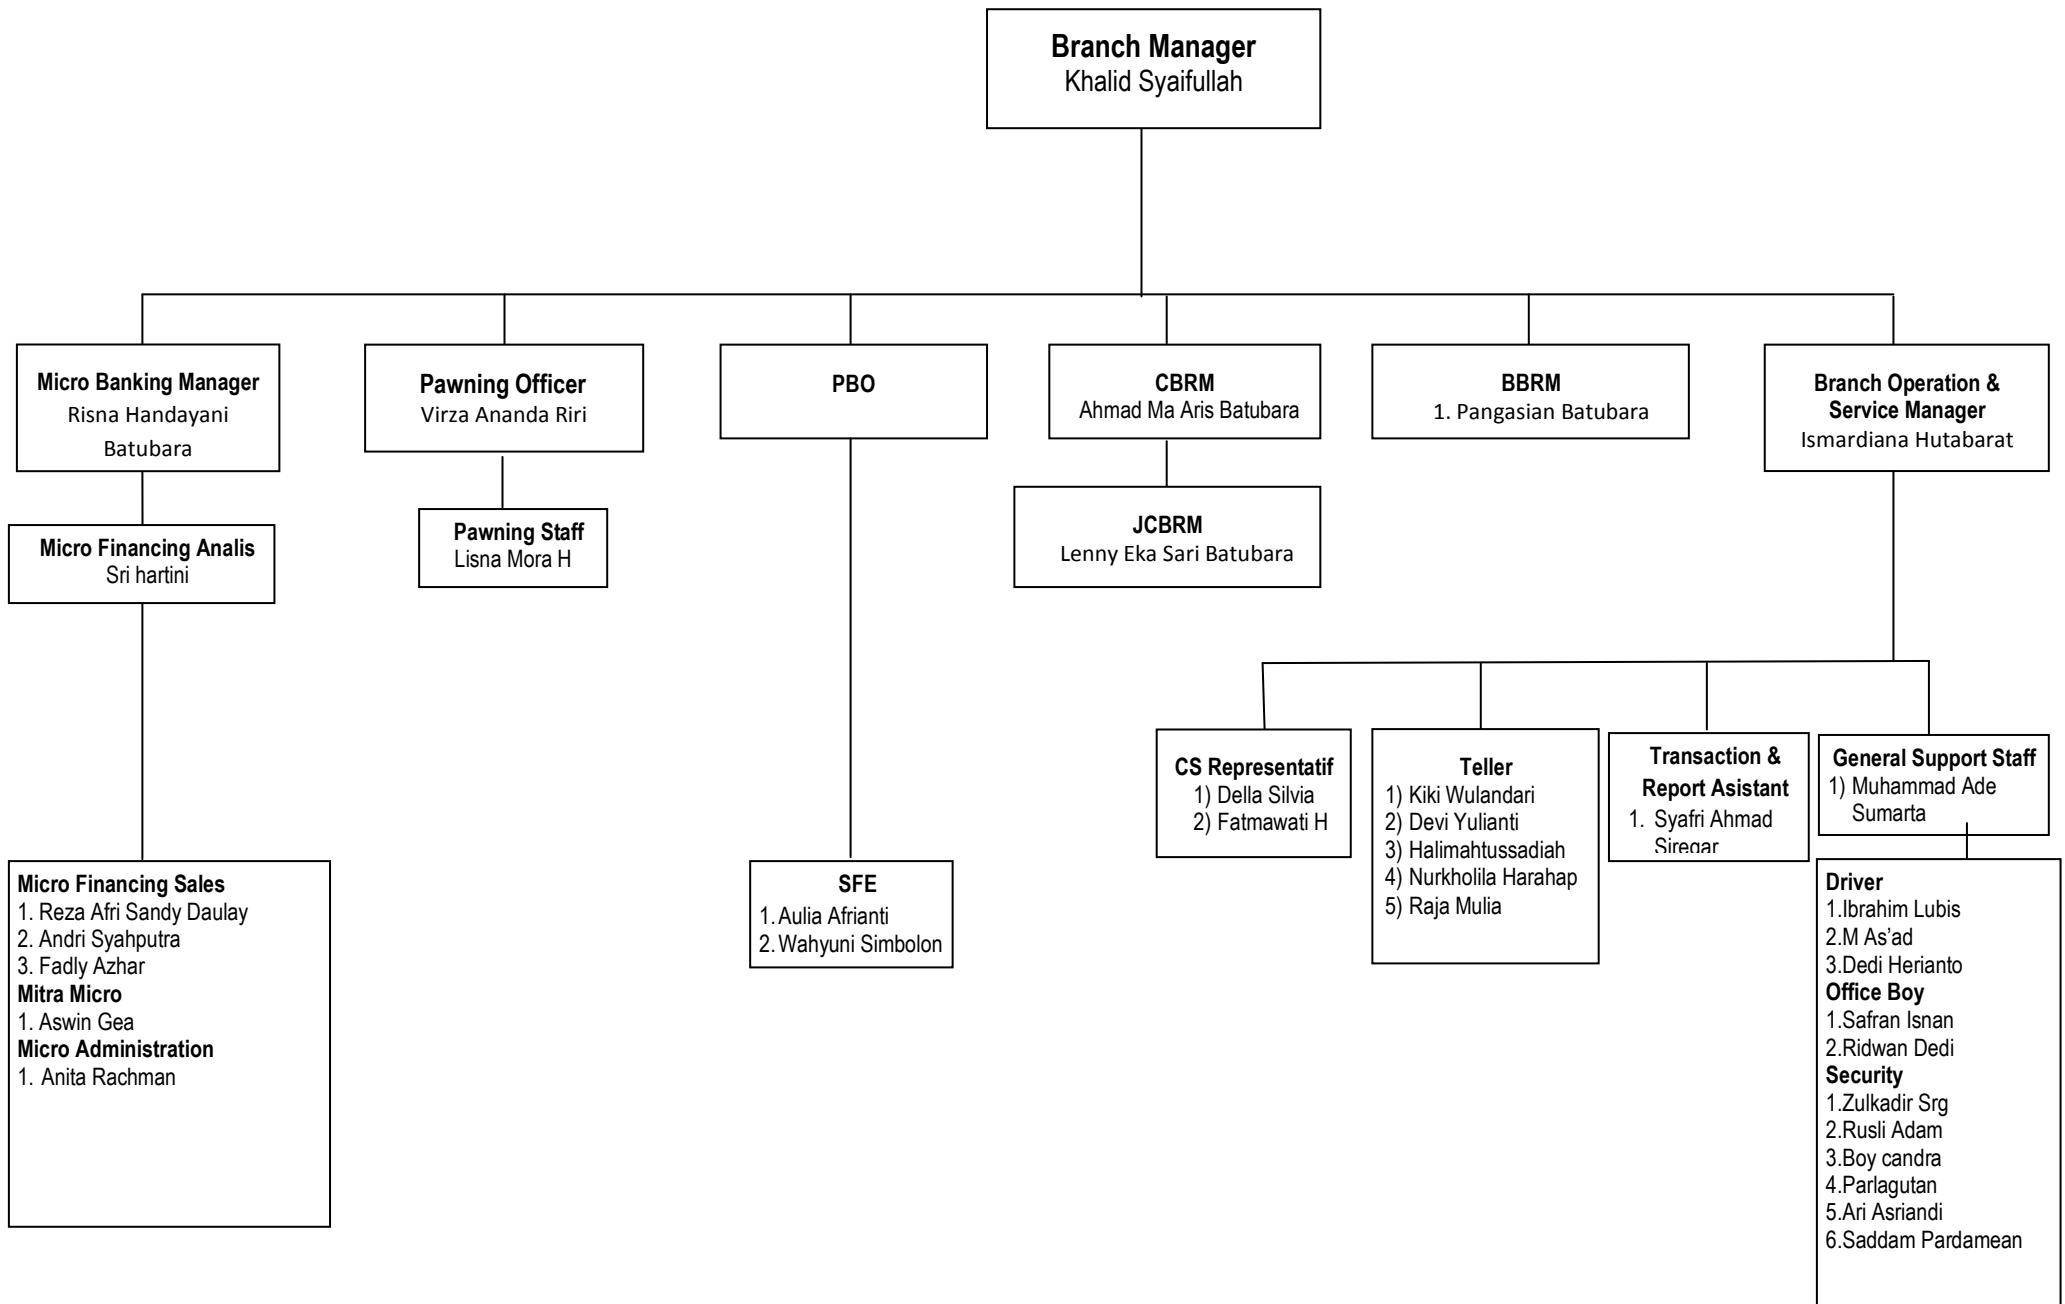 Branch Manager
Khalid Syaifullah
Micro Banking Manager
Risna Handayani
Batubara
Pawning Officer
Virza Ananda Riri
PBO
CBRM
Ahmad Ma Aris Batubara
BBRM
1. Pangasian Batubara
Branch Operation &
Service Manager
Ismardiana Hutabarat
Micro Financing Analis
Sri hartini
Pawning Staff
Lisna Mora H
JCBRM
Lenny Eka Sari Batubara
CS Representatif
1) Della Silvia
2) Fatmawati H
Teller
1) Kiki Wulandari
2) Devi Yulianti
3) Halimahtussadiah
4) Nurkholila Harahap
5) Raja Mulia
Transaction &
Report Asistant
1. Syafri Ahmad
Siregar
General Support Staff
1) Muhammad Ade
Sumarta
Micro Financing Sales
1. Reza Afri Sandy Daulay
2. Andri Syahputra
3. Fadly Azhar
Mitra Micro
1. Aswin Gea
Micro Administration
1. Anita Rachman
SFE
1. Aulia Afrianti
2. Wahyuni Simbolon
Driver
1.Ibrahim Lubis
2.M As’ad
3.Dedi Herianto
Office Boy
1.Safran Isnan
2.Ridwan Dedi
Security
1.Zulkadir Srg
2.Rusli Adam
3.Boy candra
4.Parlagutan
5.Ari Asriandi
6.Saddam Pardamean